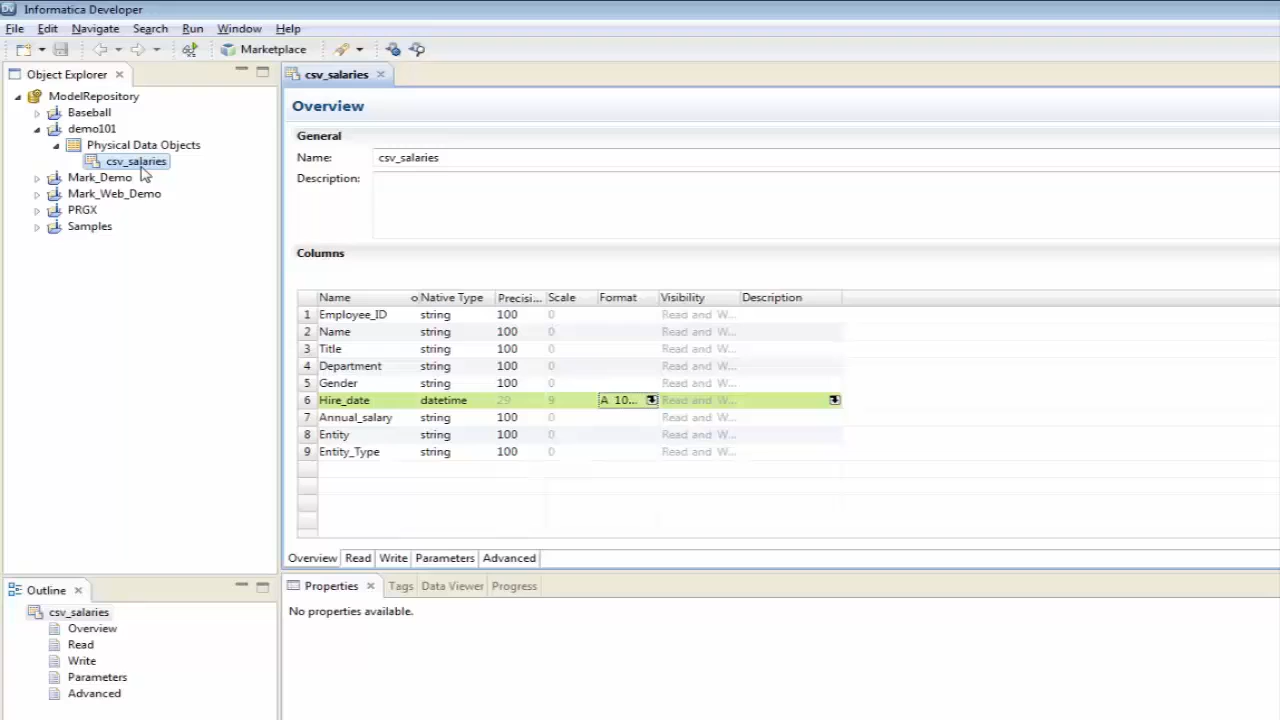 Informatica Developer
File Edit Navigate Search Run Window Help
Marketplace
Object Explorer
ModelRepository
Baseball
demo101
Physical Data Objects
csv_salaries
Mark_Demo
Mark_Web_Demo
PRGX
Samples
csv_salaries
Overview
General
Name: csv_salaries
Description:
Columns
Name Native Type Precisi... Scale Format Visibility Description
1 Employee_ID string 100 0 Read and W...
2 Name string 100 0 Read and W...
3 Title string 100 0 Read and W...
4 Department string 100 0 Read and W...
5 Gender string 100 0 Read and W...
6 Hire_date datetime 29 9 A 10... Read and W...
7 Annual_salary string 100 0 Read and W...
8 Entity string 100 0 Read and W...
9 Entity_Type string 100 0 Read and W...
Overview Read Write Parameters Advanced
Outline
csv_salaries
Overview
Read
Write
Parameters
Advanced
Properties Tags Data Viewer Progress
No properties available.